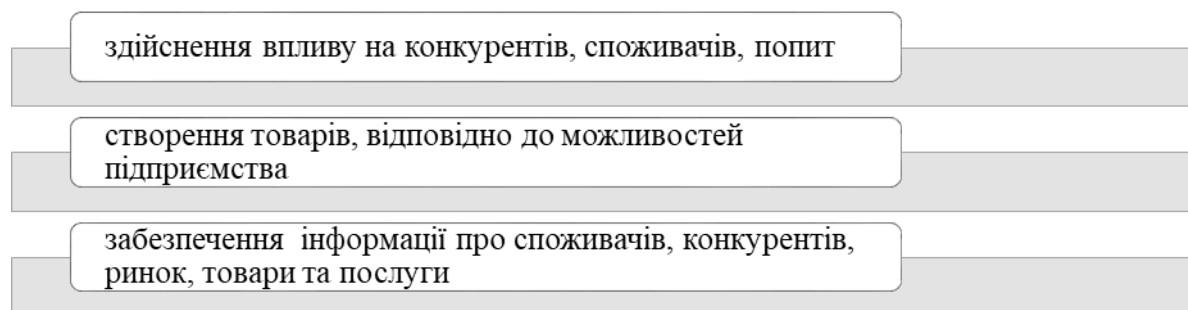 здійснення впливу на конкурентів, споживачів, попит
створення товарів, відповідно до можливостей
підприємства
забезпечення інформації про споживачів, конкурентів,
ринок, товари та послуги